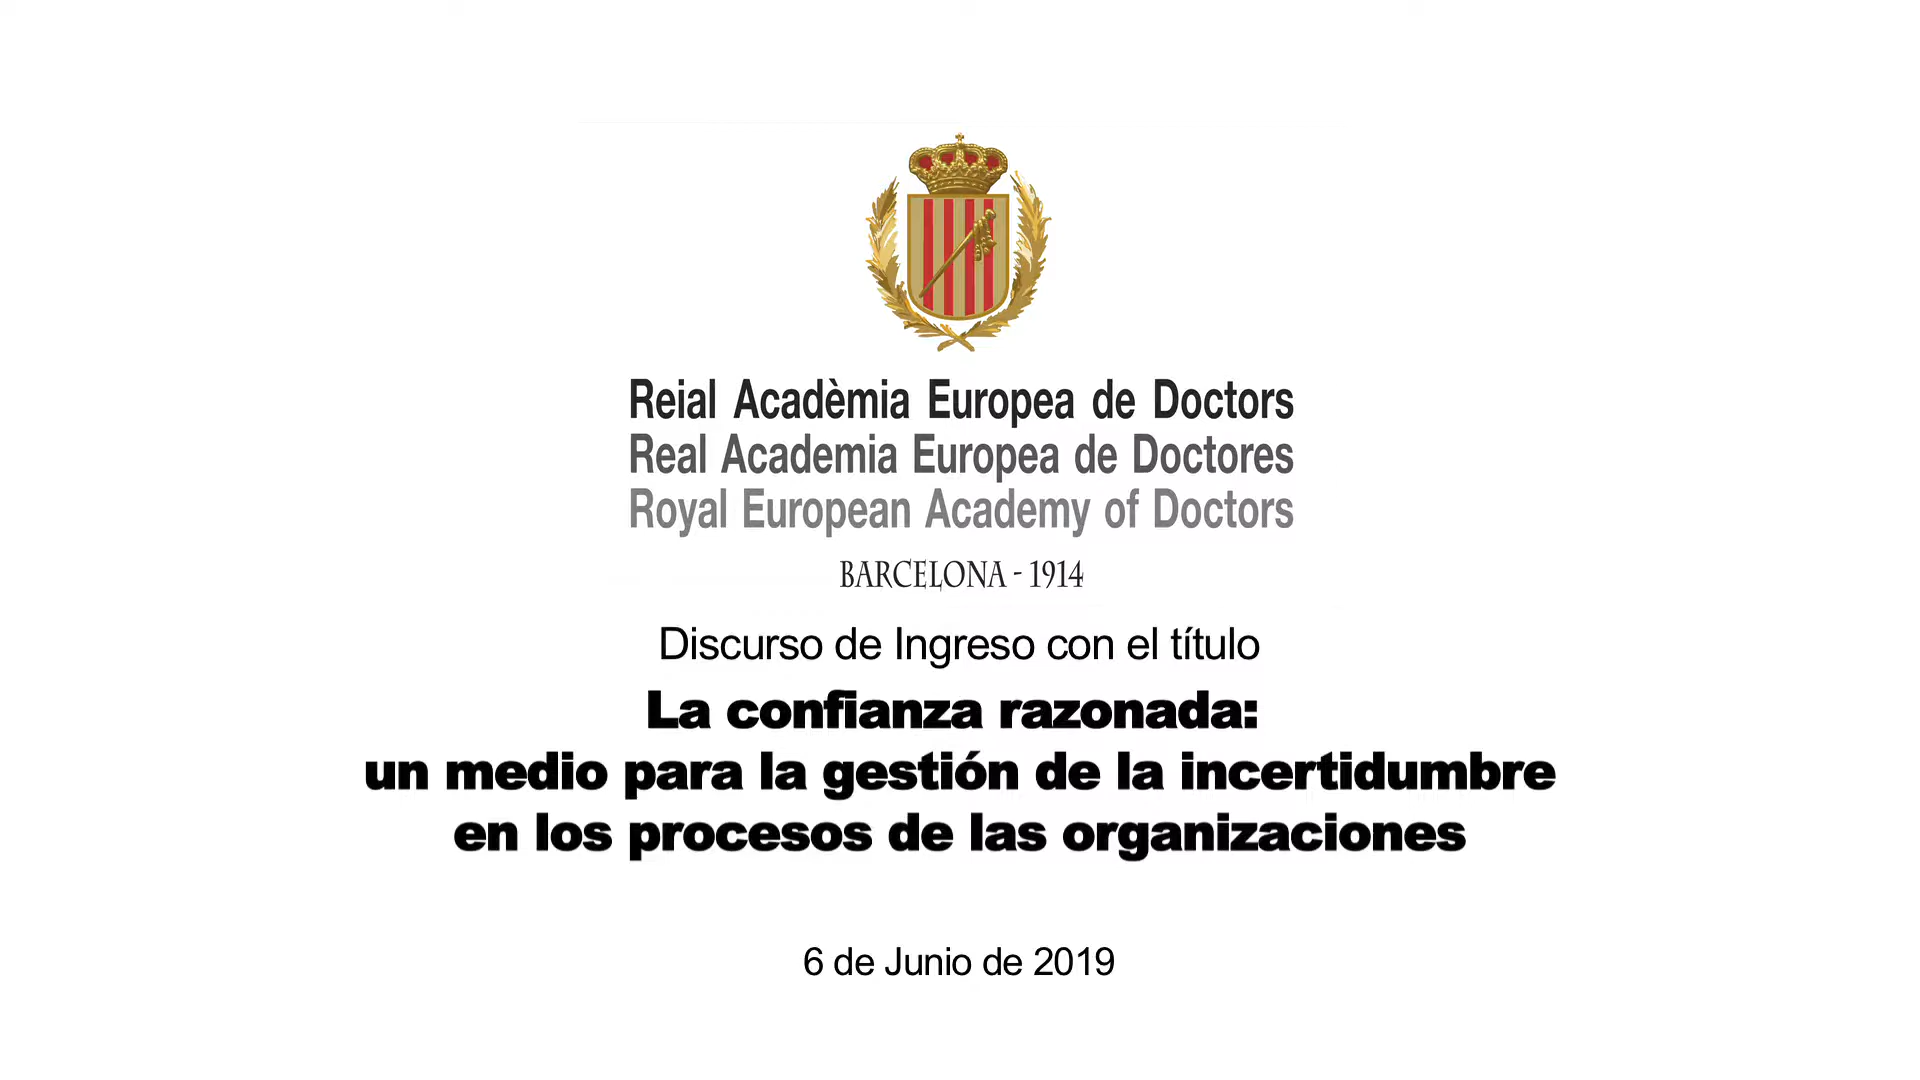 Reial Acadèmia Europea de Doctors
Real Academia Europea de Doctores
Royal European Academy of Doctors
BARCELONA - 1914
Discurso de Ingreso con el título
La confianza razonada:
un medio para la gestión de la incertidumbre
en los procesos de las organizaciones
6 de Junio de 2019